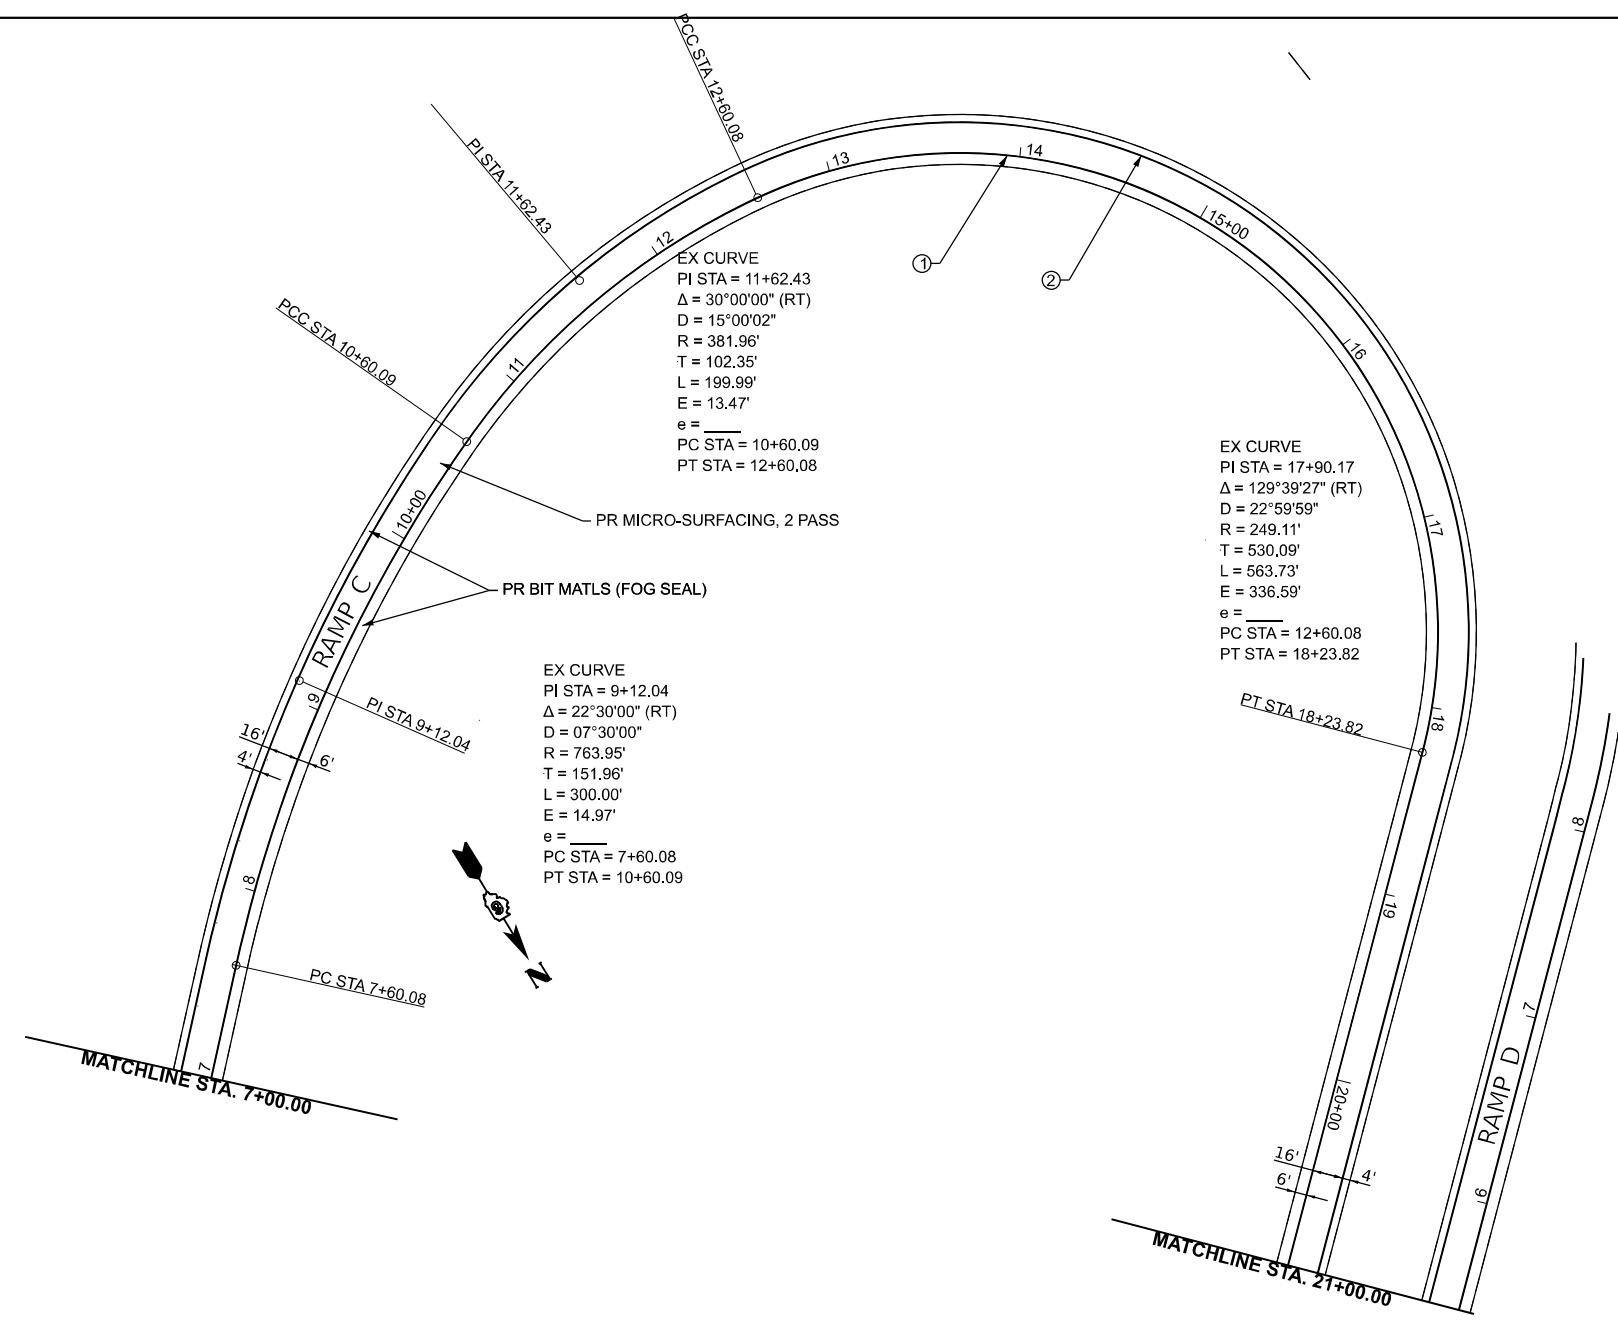 PCC STA 12+60.08
PI STA 11+62.43
PCC STA 10+60.09
13
14
15+00
12
11
10+00
16
17
18
19
20+00
9
8
7
1
2
EX CURVE
PI STA = 11+62.43
Δ = 30°00'00" (RT)
D = 15°00'02"
R = 381.96'
T = 102.35'
L = 199.99'
E = 13.47'
e = ____
PC STA = 10+60.09
PT STA = 12+60.08
EX CURVE
PI STA = 17+90.17
Δ = 129°39'27" (RT)
D = 22°59'59"
R = 249.11'
T = 530.09'
L = 563.73'
E = 336.59'
e = ____
PC STA = 12+60.08
PT STA = 18+23.82
PR MICRO-SURFACING, 2 PASS
PR BIT MATLS (FOG SEAL)
RAMP C
EX CURVE
PI STA = 9+12.04
Δ = 22°30'00" (RT)
D = 07°30'00"
R = 763.95'
T = 151.96'
L = 300.00'
E = 14.97'
e = ____
PC STA = 7+60.08
PT STA = 10+60.09
PI STA 9+12.04
16'
4'
6'
PT STA 18+23.82
N
PC STA 7+60.08
MATCHLINE STA. 7+00.00
8
7
RAMP D
6
16'
6'
4'
MATCHLINE STA. 21+00.00